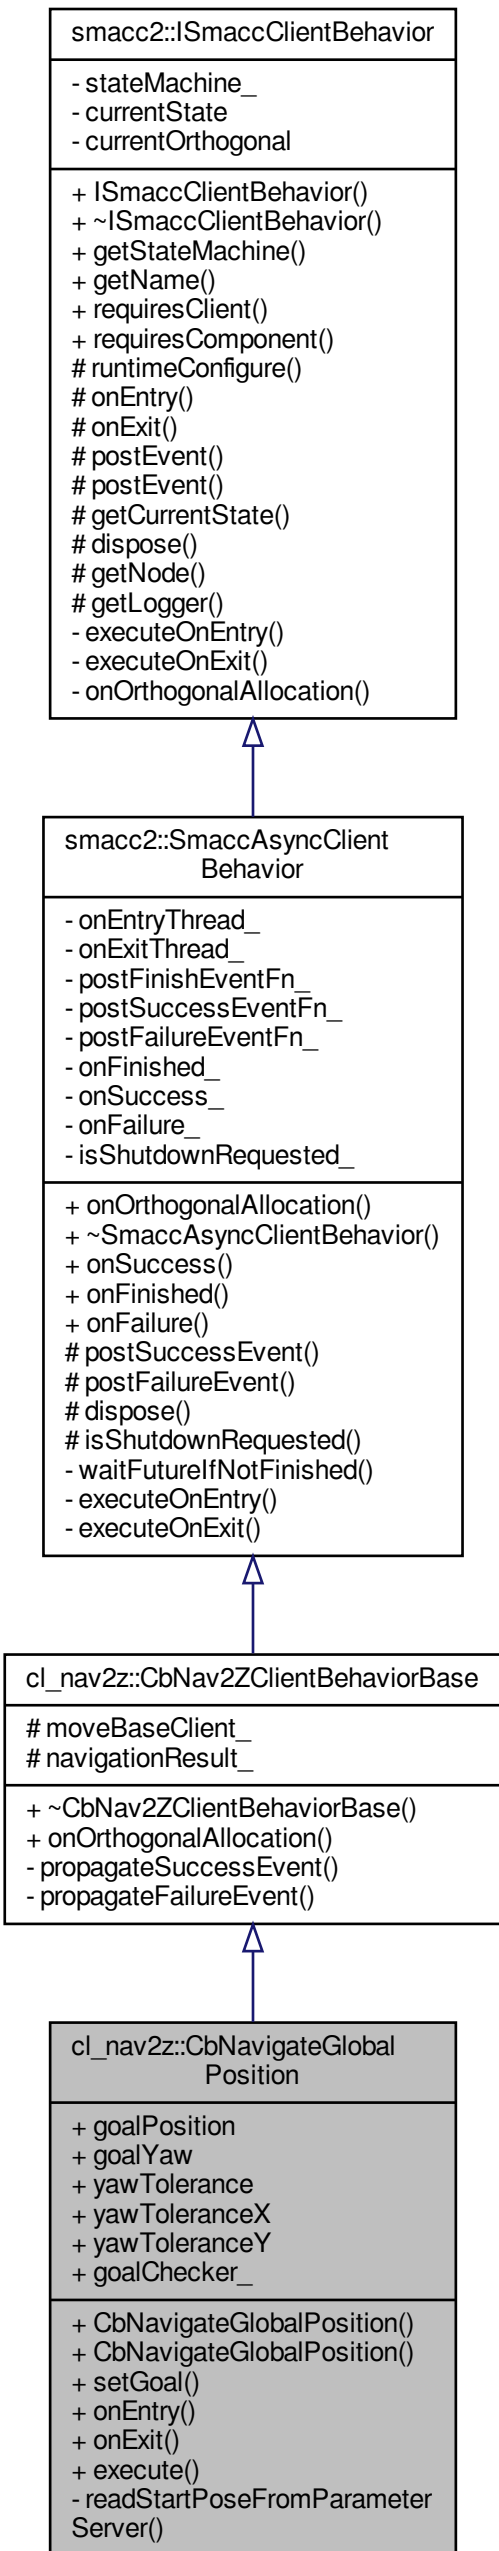 smacc2::ISmaccClientBehavior
- stateMachine_
- currentState
- currentOrthogonal
+ ISmaccClientBehavior()
+ ~ISmaccClientBehavior()
+ getStateMachine()
+ getName()
+ requiresClient()
+ requiresComponent()
# runtimeConfigure()
# onEntry()
# onExit()
# postEvent()
# postEvent()
# getCurrentState()
# dispose()
# getNode()
# getLogger()
- executeOnEntry()
- executeOnExit()
- onOrthogonalAllocation()
smacc2::SmaccAsyncClient
Behavior
- onEntryThread_
- onExitThread_
- postFinishEventFn_
- postSuccessEventFn_
- postFailureEventFn_
- onFinished_
- onSuccess_
- onFailure_
- isShutdownRequested_
+ onOrthogonalAllocation()
+ ~SmaccAsyncClientBehavior()
+ onSuccess()
+ onFinished()
+ onFailure()
# postSuccessEvent()
# postFailureEvent()
# dispose()
# isShutdownRequested()
- waitFutureIfNotFinished()
- executeOnEntry()
- executeOnExit()
cl_nav2z::CbNav2ZClientBehaviorBase
# moveBaseClient_
# navigationResult_
+ ~CbNav2ZClientBehaviorBase()
+ onOrthogonalAllocation()
- propagateSuccessEvent()
- propagateFailureEvent()
cl_nav2z::CbNavigateGlobal
Position
+ goalPosition
+ goalYaw
+ yawTolerance
+ yawToleranceX
+ yawToleranceY
+ goalChecker_
+ CbNavigateGlobalPosition()
+ CbNavigateGlobalPosition()
+ setGoal()
+ onEntry()
+ onExit()
+ execute()
- readStartPoseFromParameter
Server()